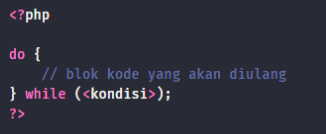 <?php
do {
// blok kode yang akan diulang
} while (<kondisi>);
?>